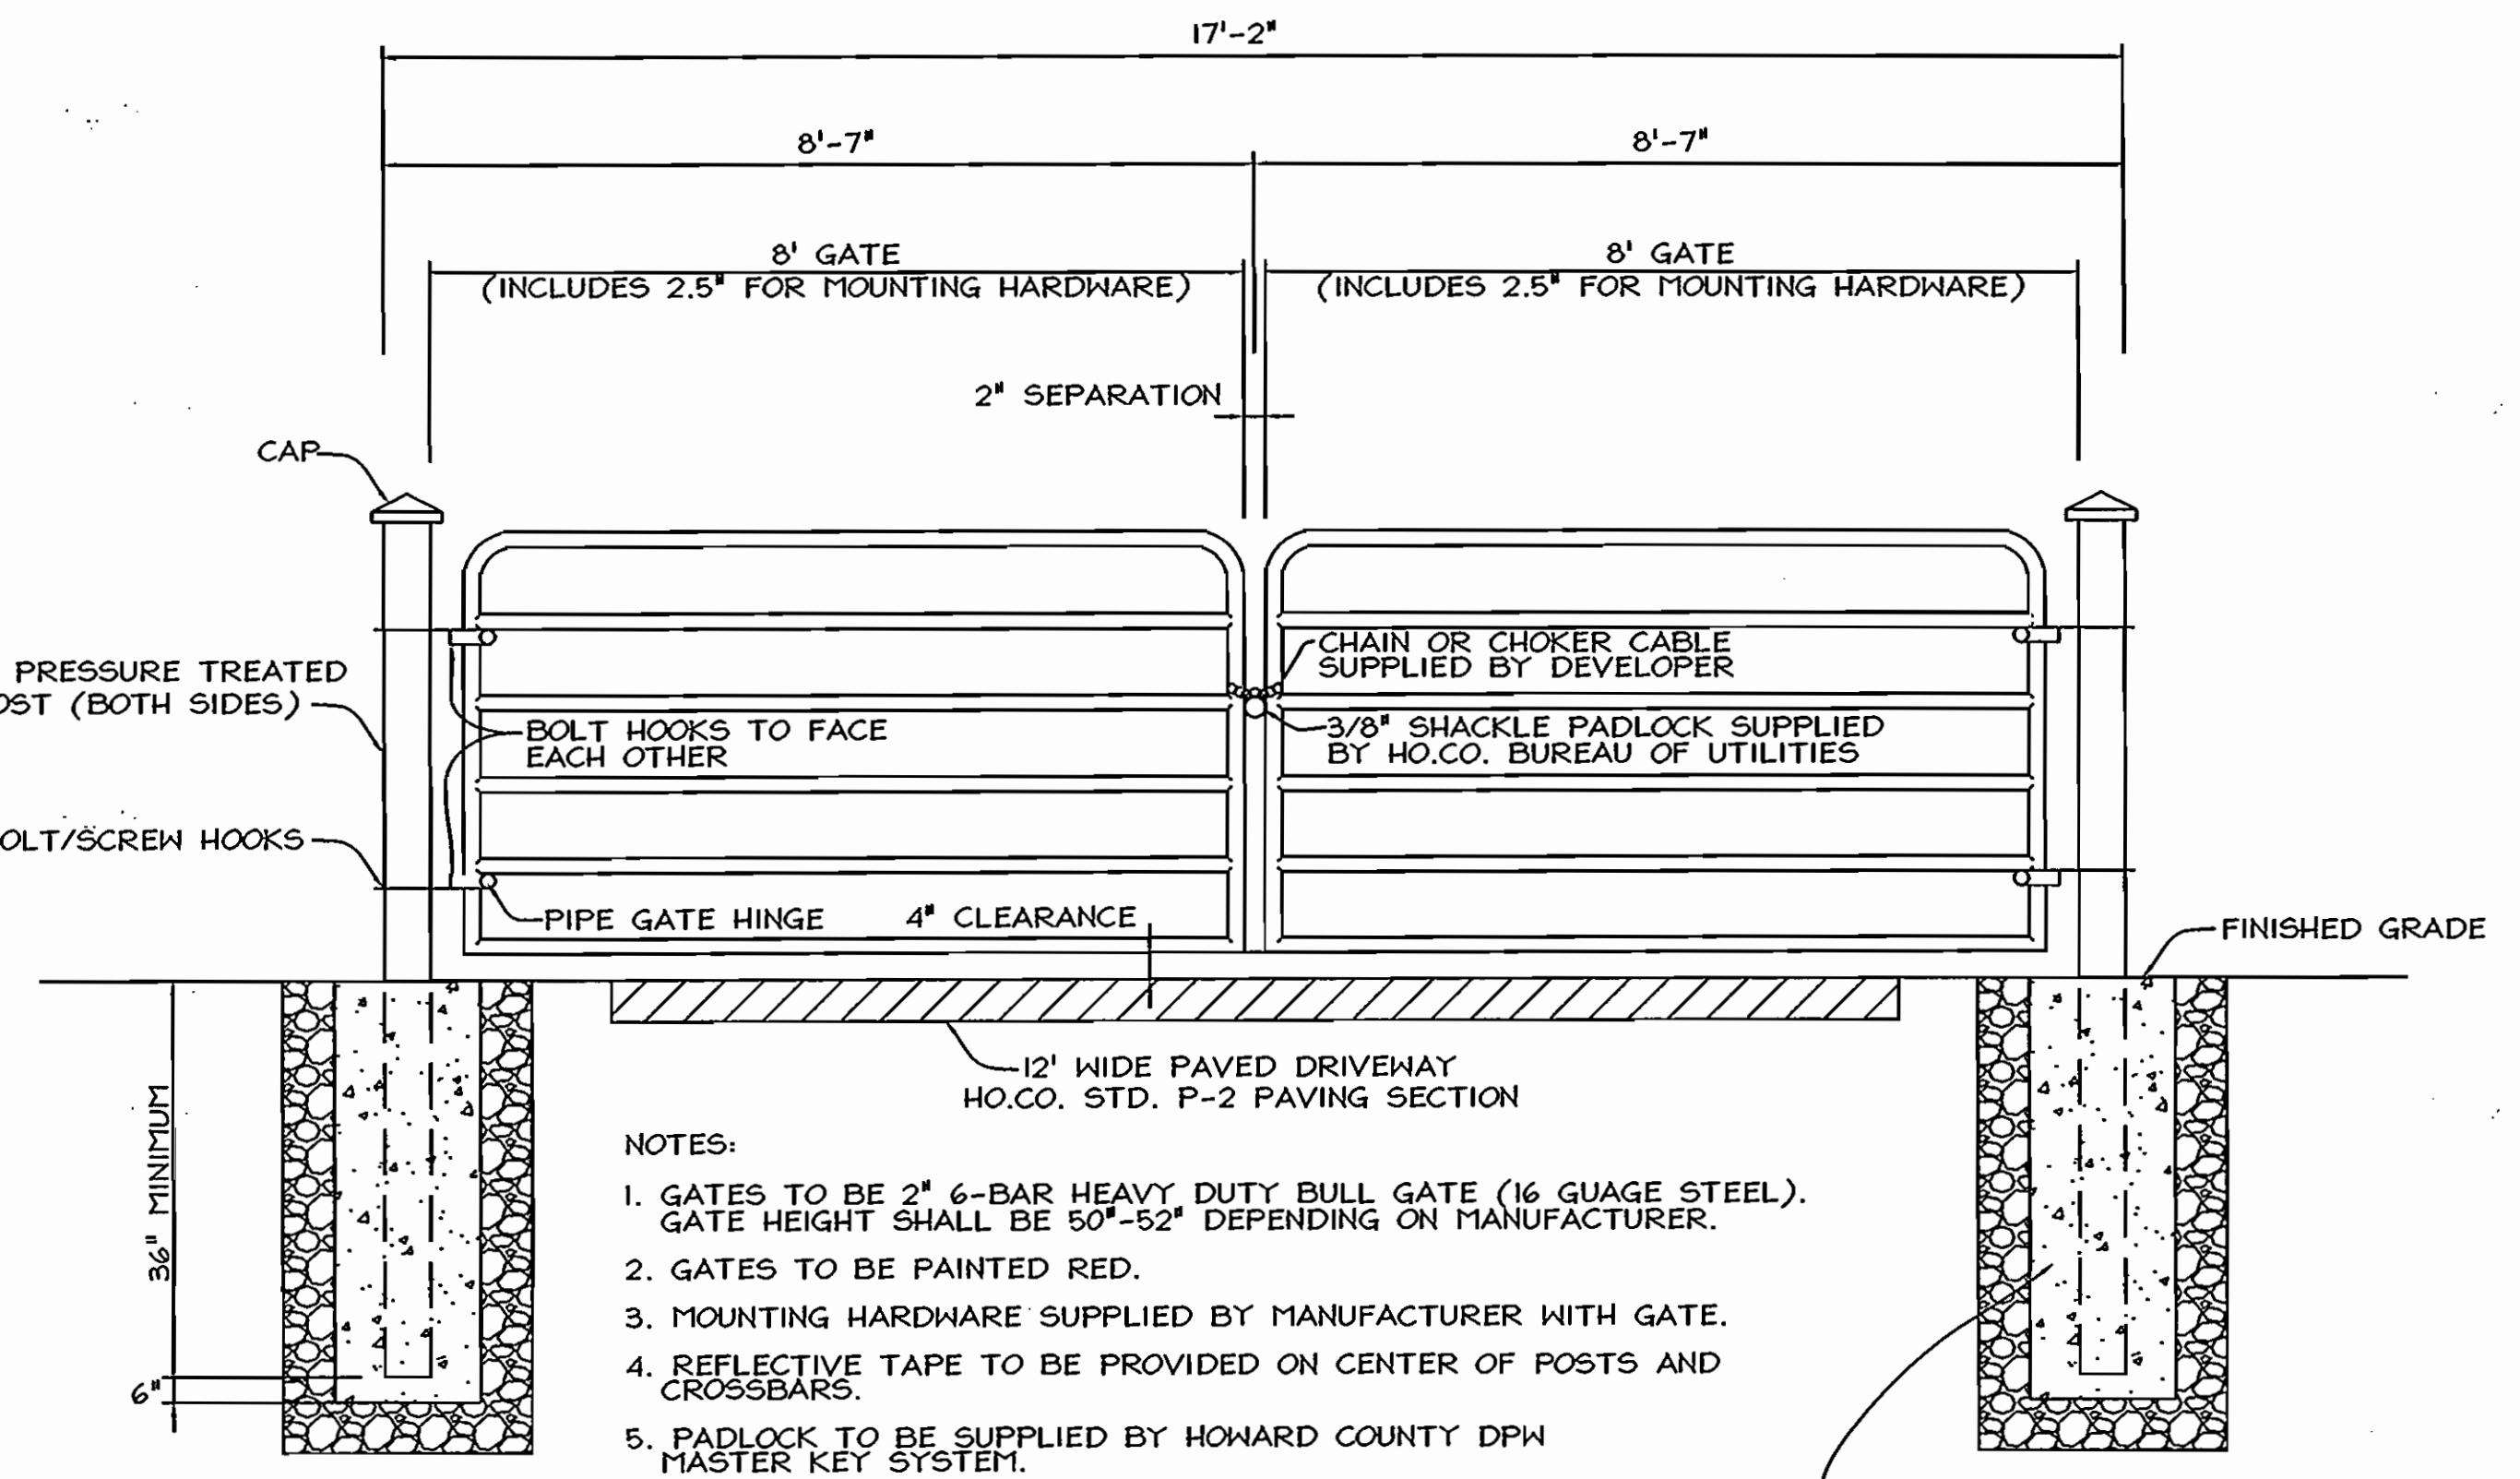 17'-2"
8'-7"
8'-7"
8' GATE
(INCLUDES 2.5" FOR MOUNTING HARDWARE)
8' GATE
(INCLUDES 2.5" FOR MOUNTING HARDWARE)
2" SEPARATION
CAP
PRESSURE TREATED
(BOTH SIDES)
BOLT HOOKS TO FACE
EACH OTHER
CHAIN OR CHOKER CABLE
SUPPLIED BY DEVELOPER
3/8" SHACKLE PADLOCK SUPPLIED
BY HO.CO. BUREAU OF UTILITIES
OLT/SCREW HOOKS
PIPE GATE HINGE
4" CLEARANCE
FINISHED GRADE
12' WIDE PAVED DRIVEWAY
HO.CO. STD. P-2 PAVING SECTION
36" MINIMUM
6"
NOTES:
1. GATES TO BE 2" 6-BAR HEAVY DUTY BULL GATE (16 GUAGE STEEL).
GATE HEIGHT SHALL BE 50"-52" DEPENDING ON MANUFACTURER.
2. GATES TO BE PAINTED RED.
3. MOUNTING HARDWARE SUPPLIED BY MANUFACTURER WITH GATE.
4. REFLECTIVE TAPE TO BE PROVIDED ON CENTER OF POSTS AND
CROSSBARS.
5. PADLOCK TO BE SUPPLIED BY HOWARD COUNTY DPW
MASTER KEY SYSTEM.